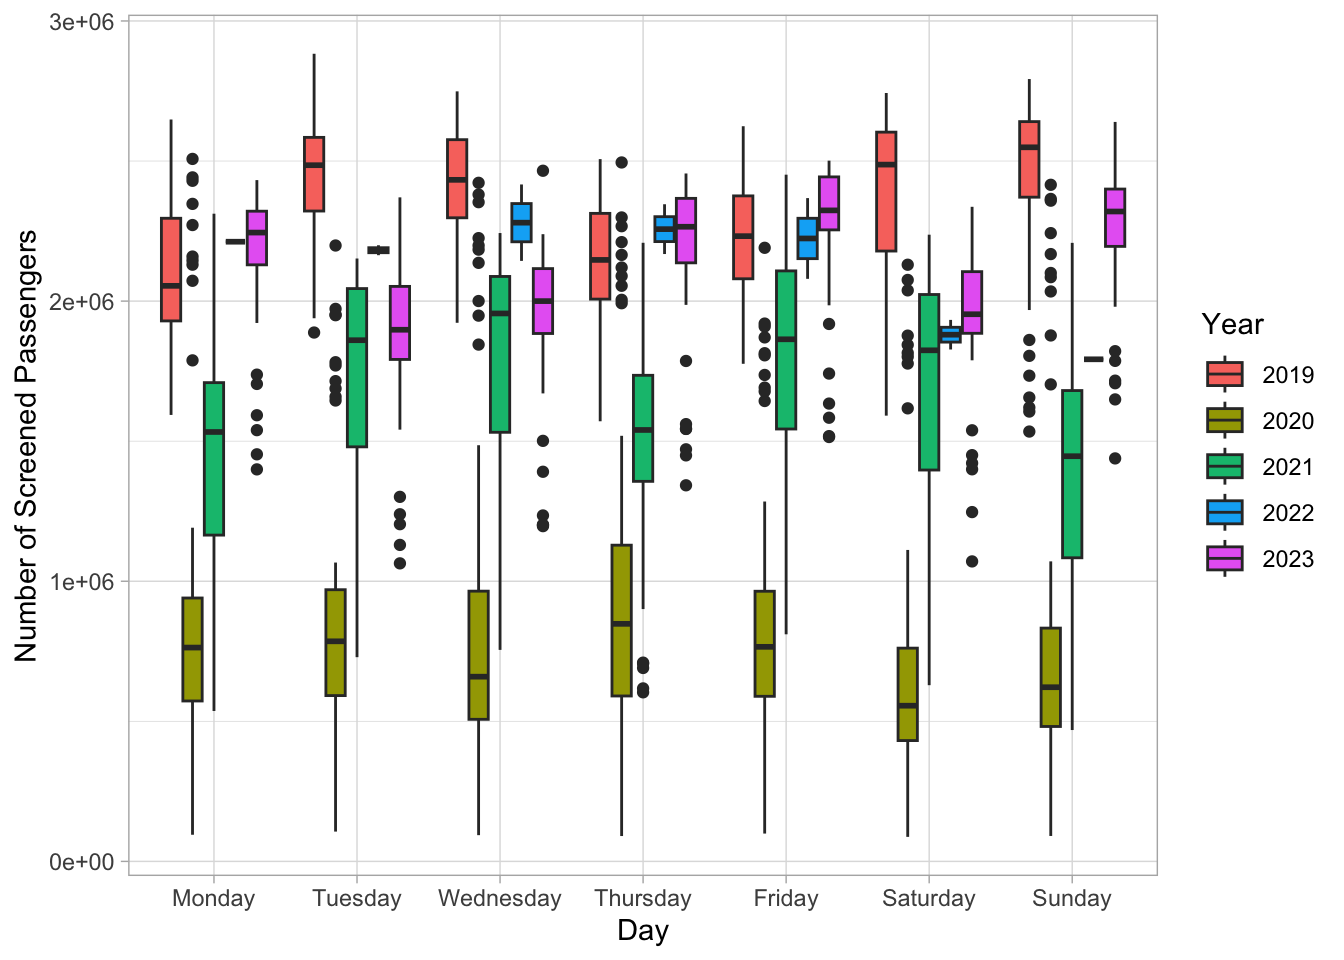 3e+06
2e+06
1e+06
0e+00
Number of Screened Passengers
Monday Tuesday Wednesday Thursday Friday Saturday Sunday
Day
Year
2019
2020
2021
2022
2023